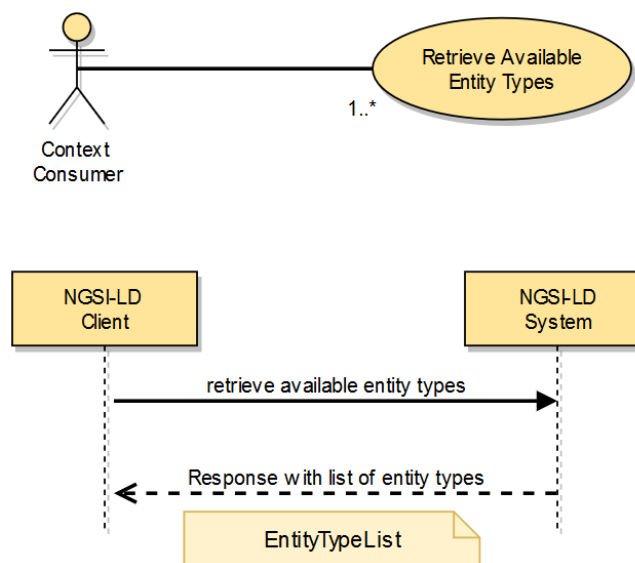 Retrieve Available
Entity Types
1..*
Context
Consumer
NGSI-LD
Client
NGSI-LD
System
retrieve available entity types
Response with list of entity types
EntityTypeList